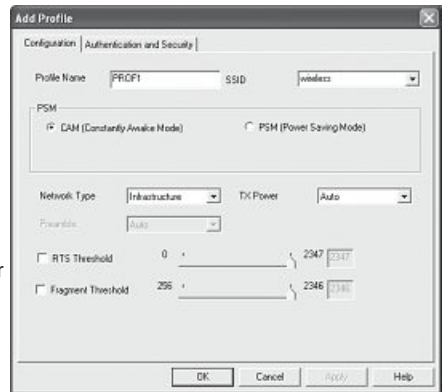 Add Profile
Configuration Authentication and Security
Profile Name PROF1 SSID wireless
PSM
CAM (Constantly Awake Mode) PSM (Power Saving Mode)
Network Type Infrastructure TX Power Auto
Preamble Auto
r
RTS Threshold 0 2347 2347
Fragment Threshold 256 2346 2346
OK Cancel Apply Help